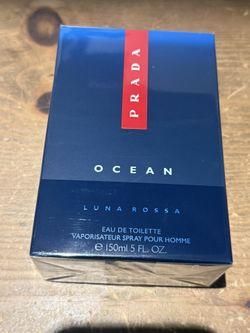 PRADA
OCEAN
LUNA ROSSA
EAU DE TOILETTE
VAPORISATEUR SPRAY POUR HOMME
℮ 150ml 5 FL. OZ.